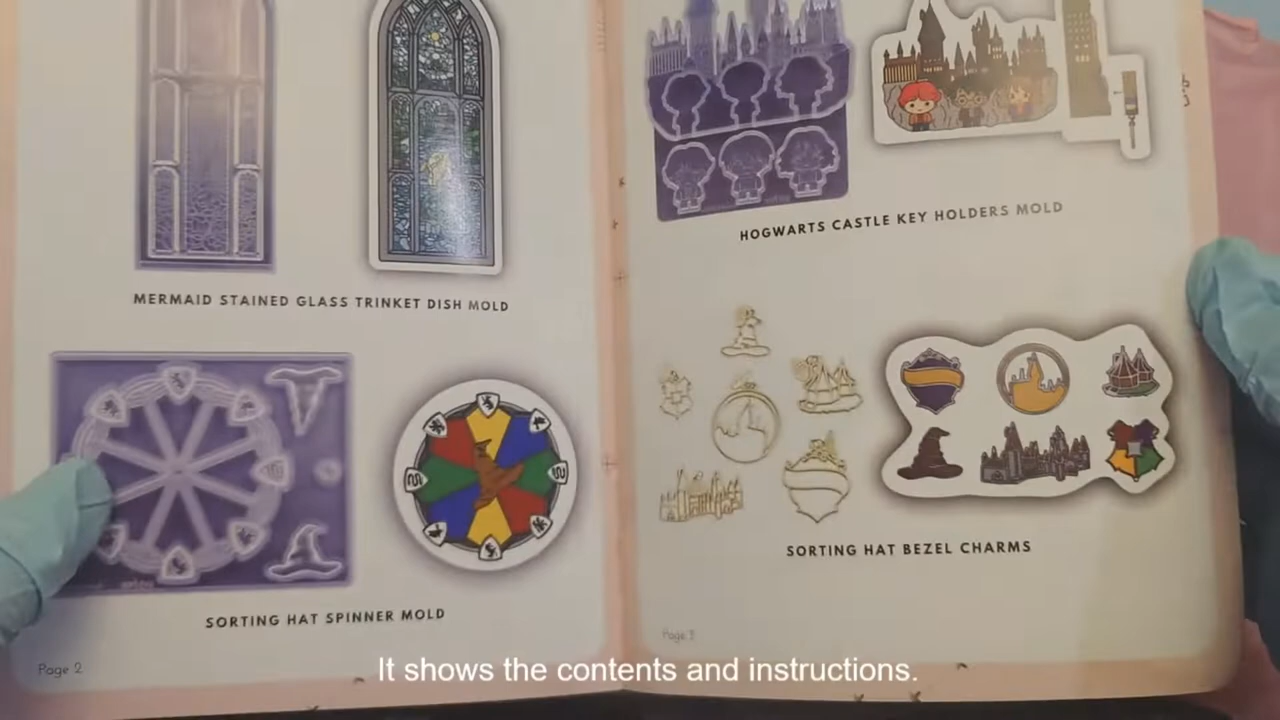 MERMAID STAINED GLASS TRINKET DISH MOLD
SORTING HAT SPINNER MOLD
Page 2
HOGWARTS CASTLE KEY HOLDERS MOLD
SORTING HAT BEZEL CHARMS
Page 3
It shows the contents and instructions.